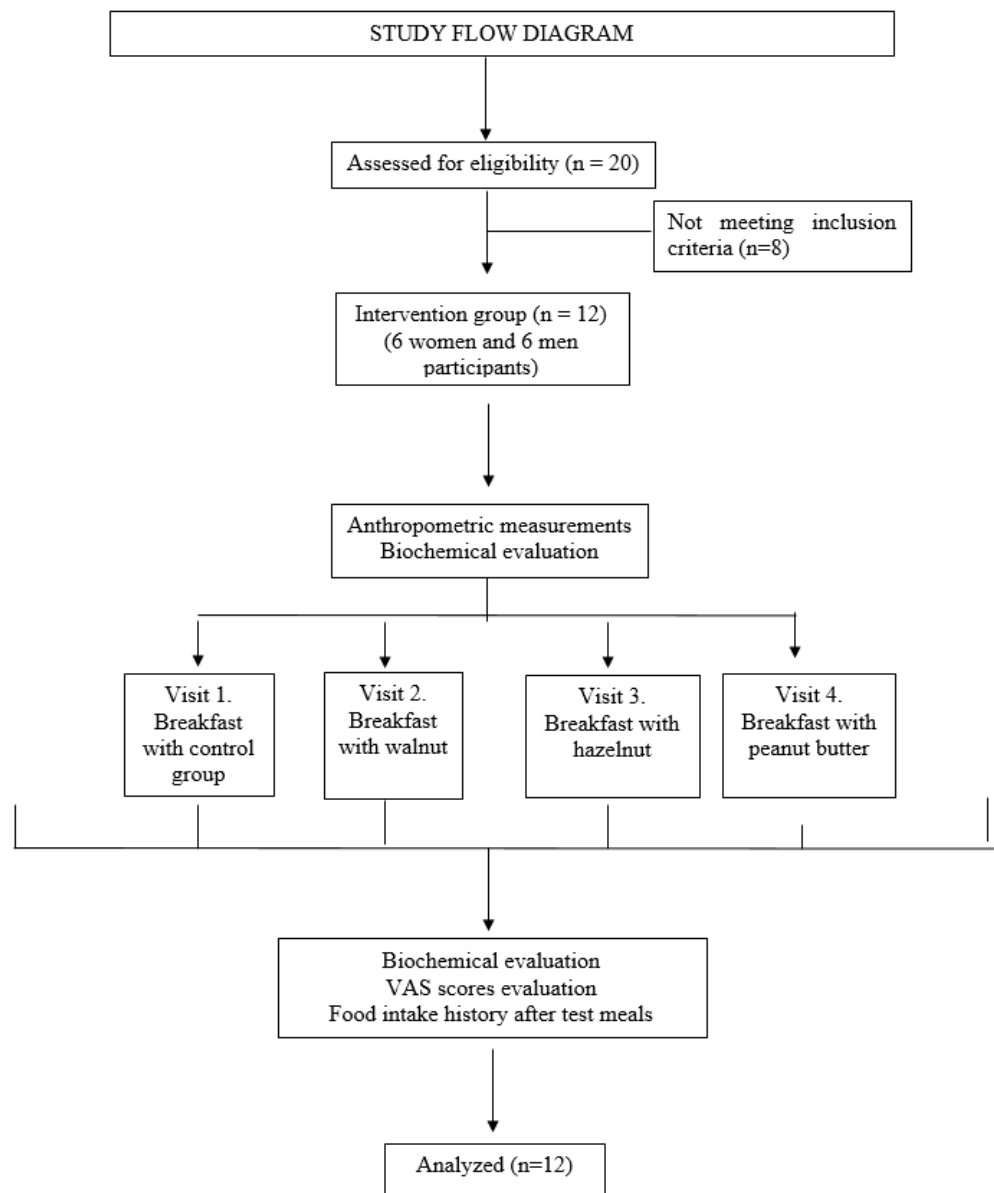 STUDY FLOW DIAGRAM
Assessed for eligibility (n = 20)
Not meeting inclusion
criteria (n=8)
Intervention group (n = 12)
(6 women and 6 men
participants)
Anthropometric measurements
Biochemical evaluation
Visit 1.
Breakfast
with control
group
Visit 2.
Breakfast
with walnut
Visit 3.
Breakfast with
hazelnut
Visit 4.
Breakfast with
peanut butter
Biochemical evaluation
VAS scores evaluation
Food intake history after test meals
Analyzed (n=12)